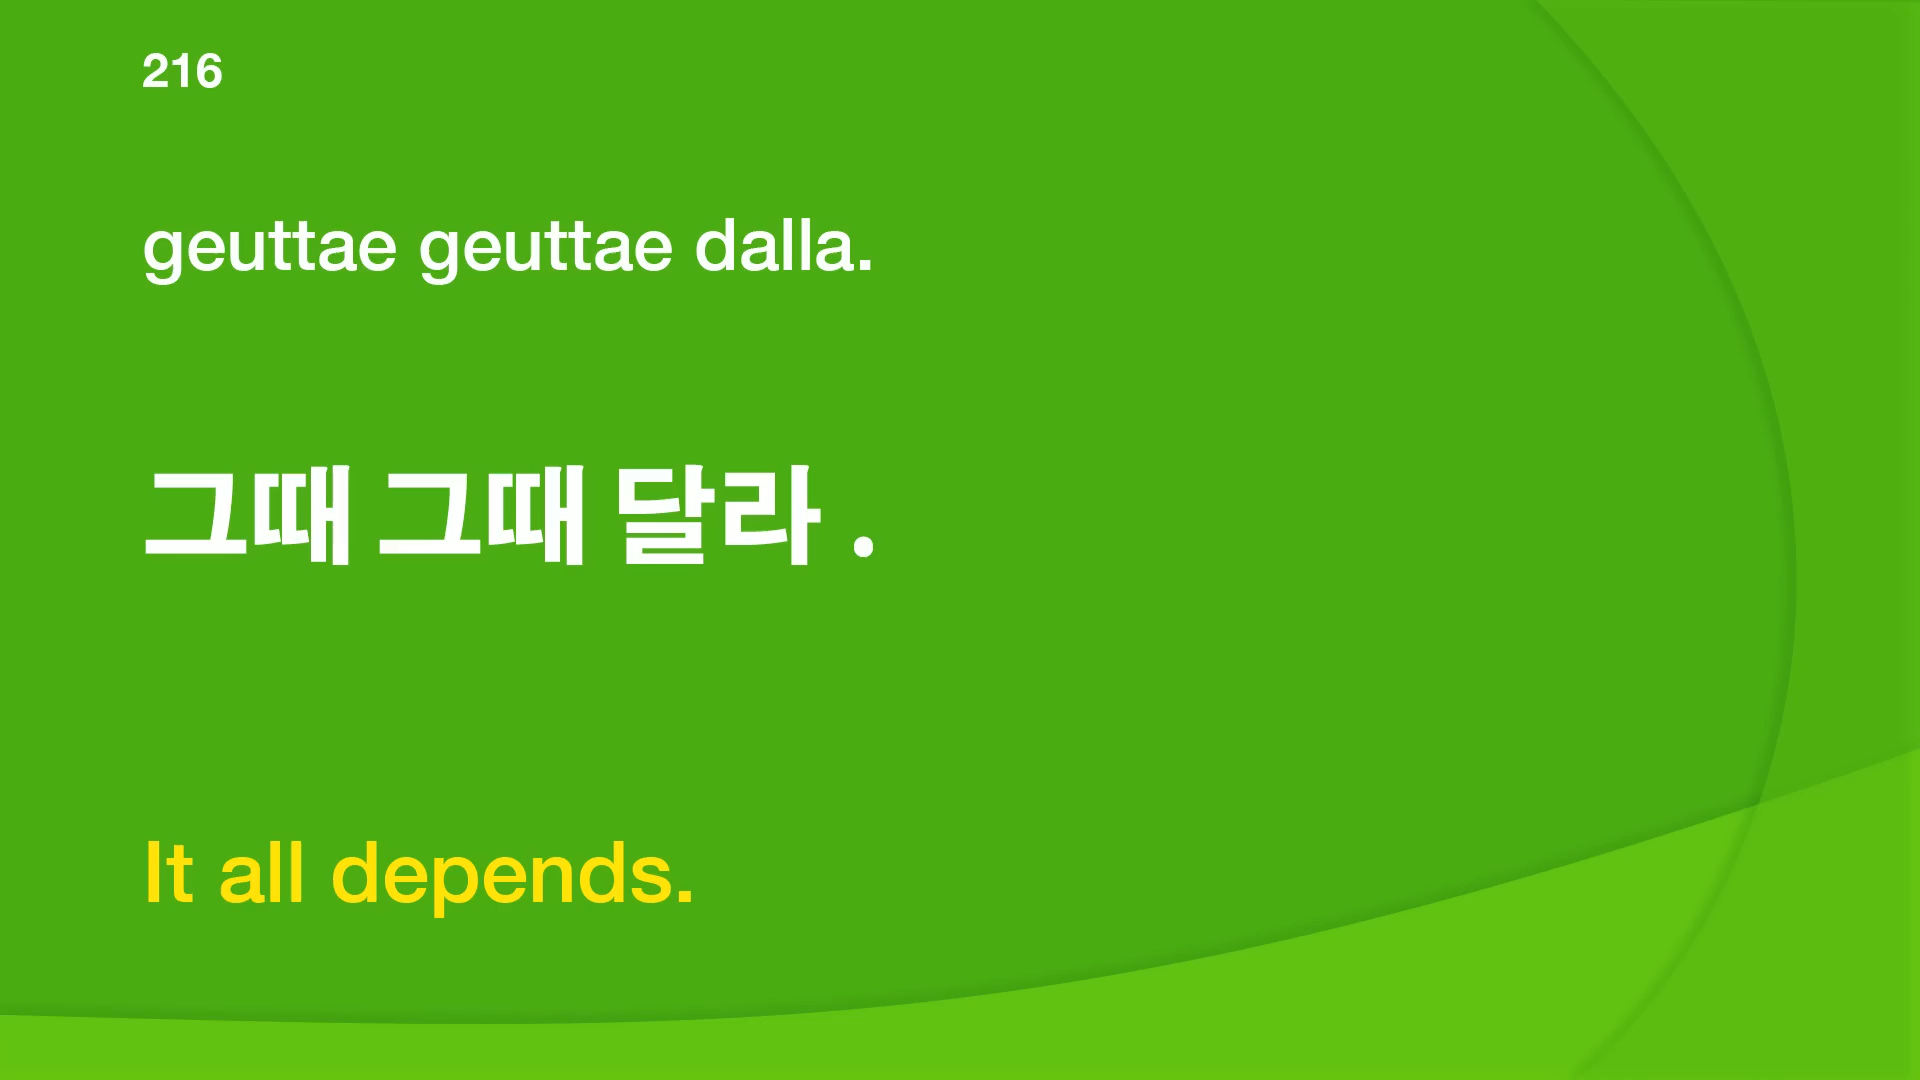 216
geuttae geuttae dalla.
그때 그때 달라 .
It all depends.